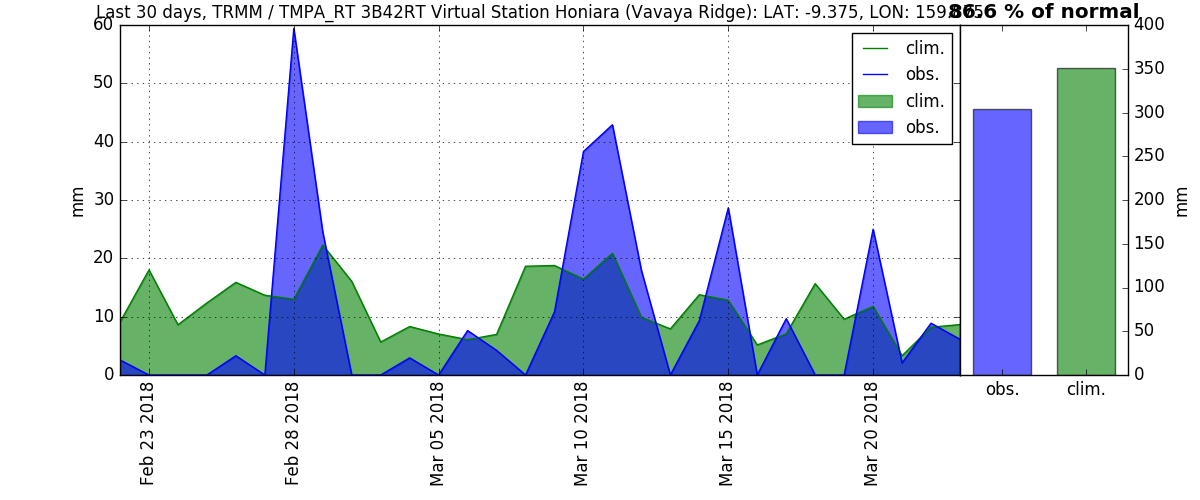 Last 30 days, TRMM / TMPA_RT 3B42RT Virtual Station Honiara (Vavaya Ridge): LAT: -9.375, LON:
86.6 % of normal
60
50
40
30
20
10
0
mm
clim.
obs.
clim.
obs.
Feb 23 2018
Feb 28 2018
Mar 05 2018
Mar 10 2018
Mar 15 2018
Mar 20 2018
400
350
300
250
200
150
100
50
0
mm
obs.
clim.